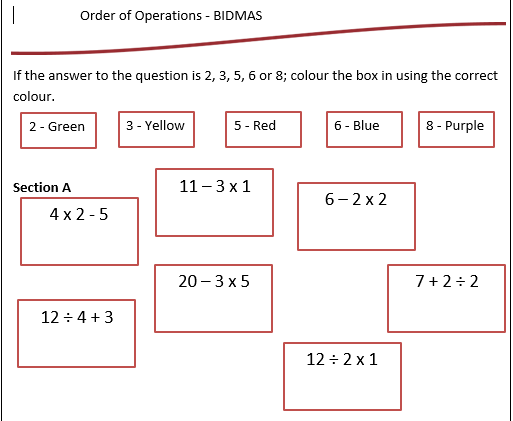 Order of Operations - BIDMAS
If the answer to the question is 2, 3, 5, 6 or 8; colour the box in using the correct
colour.
2 - Green
3 - Yellow
5 - Red
6 - Blue
8 - Purple
Section A
11 – 3 x 1
6 – 2 x 2
4 x 2 - 5
20 – 3 x 5
7 + 2 ÷ 2
12 ÷ 4 + 3
12 ÷ 2 x 1